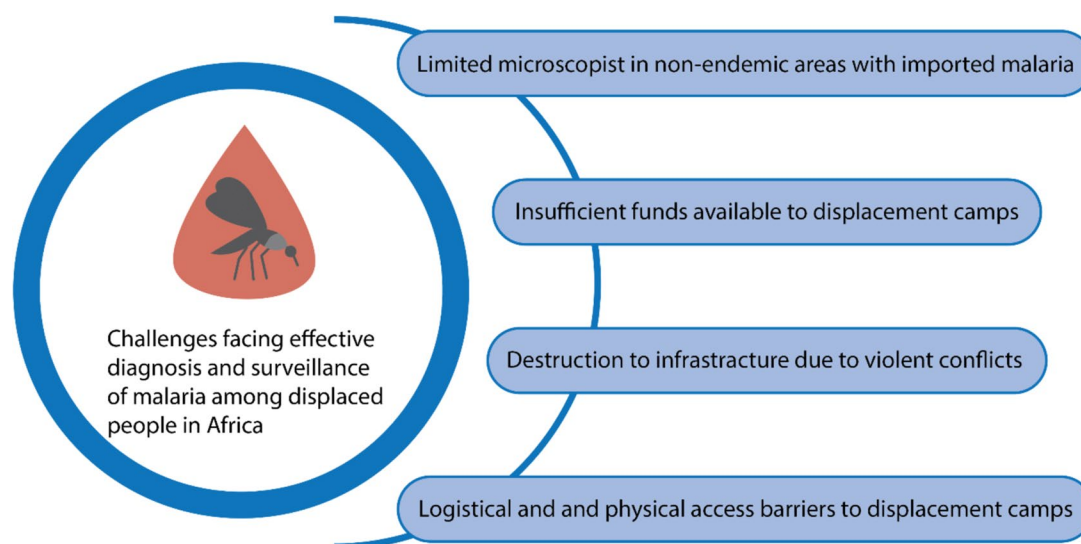 Limited microscopist in non-endemic areas with imported malaria
Insufficient funds available to displacement camps
Challenges facing effective
diagnosis and surveillance
of malaria among displaced
people in Africa
Destruction to infrastracture due to violent conflicts
Logistical and and physical access barriers to displacement camps